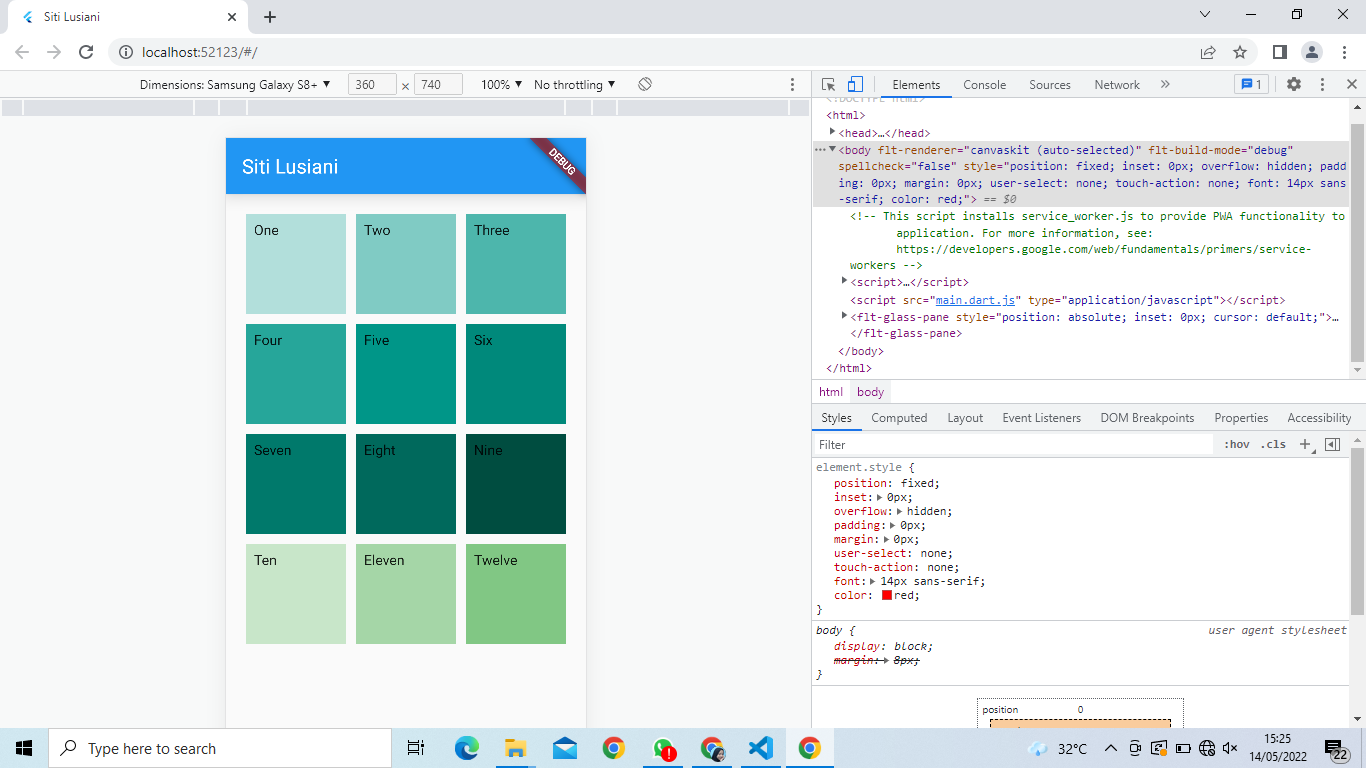 Siti Lusiani
localhost:52123/#/
Dimensions: Samsung Galaxy S8+ ▼ 360 × 740 100% ▼ No throttling ▼
Elements Console Sources Network » 1
Siti Lusiani
DEBUG
One Two Three
Four Five Six
Seven Eight Nine
Ten Eleven Twelve
<!DOCTYPE html>
<html>
<head>…</head>
<body flt-renderer="canvaskit (auto-selected)" flt-build-mode="debug"
spellcheck="false" style="position: fixed; inset: 0px; overflow: hidden; padd
ing: 0px; margin: 0px; user-select: none; touch-action: none; font: 14px sans
-serif; color: red;"> == $0
<!-- This script installs service_worker.js to provide PWA functionality to
application. For more information, see:
https://developers.google.com/web/fundamentals/primers/service-
workers -->
<script>…</script>
<script src="main.dart.js" type="application/javascript"></script>
<flt-glass-pane style="position: absolute; inset: 0px; cursor: default;">…
</flt-glass-pane>
</body>
</html>
html body
Styles Computed Layout Event Listeners DOM Breakpoints Properties Accessibility
Filter :hov .cls +
element.style {
position: fixed;
inset: 0px;
overflow: hidden;
padding: 0px;
margin: 0px;
user-select: none;
touch-action: none;
font: 14px sans-serif;
color: red;
}
body { user agent stylesheet
display: block;
margin: 8px;
}
position 0
Type here to search
32°C
15:25
14/05/2022
22